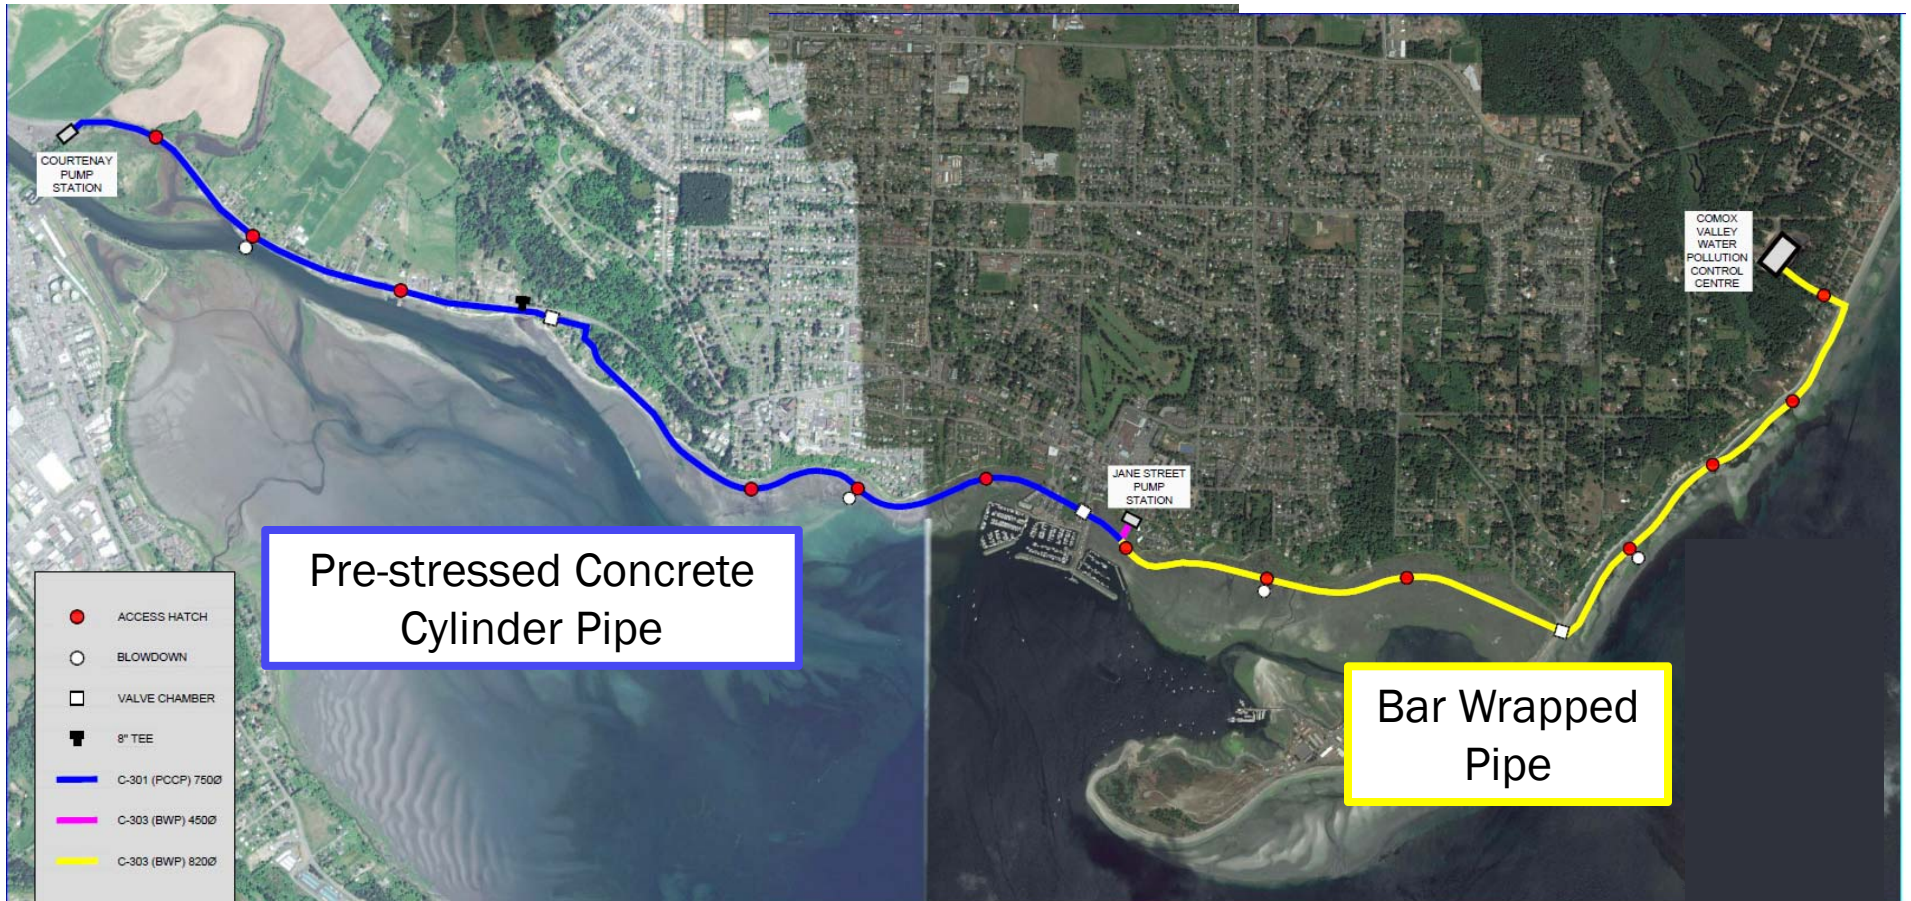 COURTENAY
PUMP
STATION
COMOX
VALLEY
WATER
POLLUTION
CONTROL
CENTRE
JANE STREET
PUMP
STATION
Pre-stressed Concrete
Cylinder Pipe
Bar Wrapped
Pipe
ACCESS HATCH
BLOWDOWN
VALVE CHAMBER
8" TEE
C-301 (PCCP) 750Ø
C-303 (BWP) 450Ø
C-303 (BWP) 820Ø